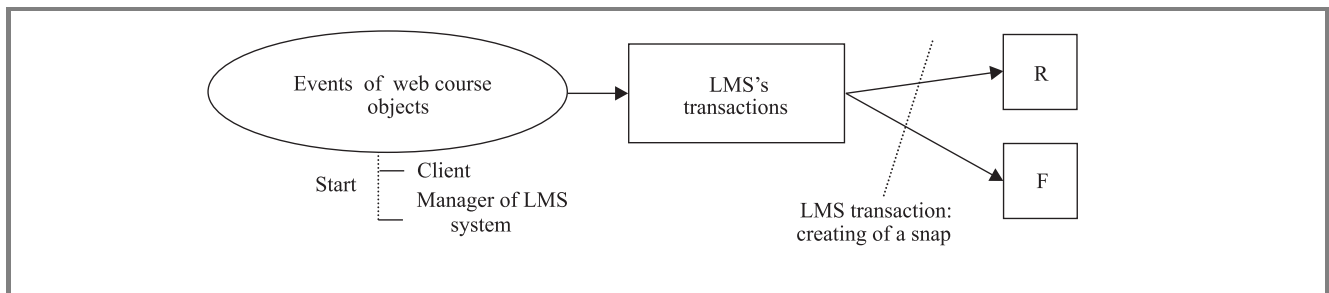 Events of web course
objects
LMS's
transactions
R
F
Start
Client
Manager of LMS
system
LMS transaction:
creating of a snap